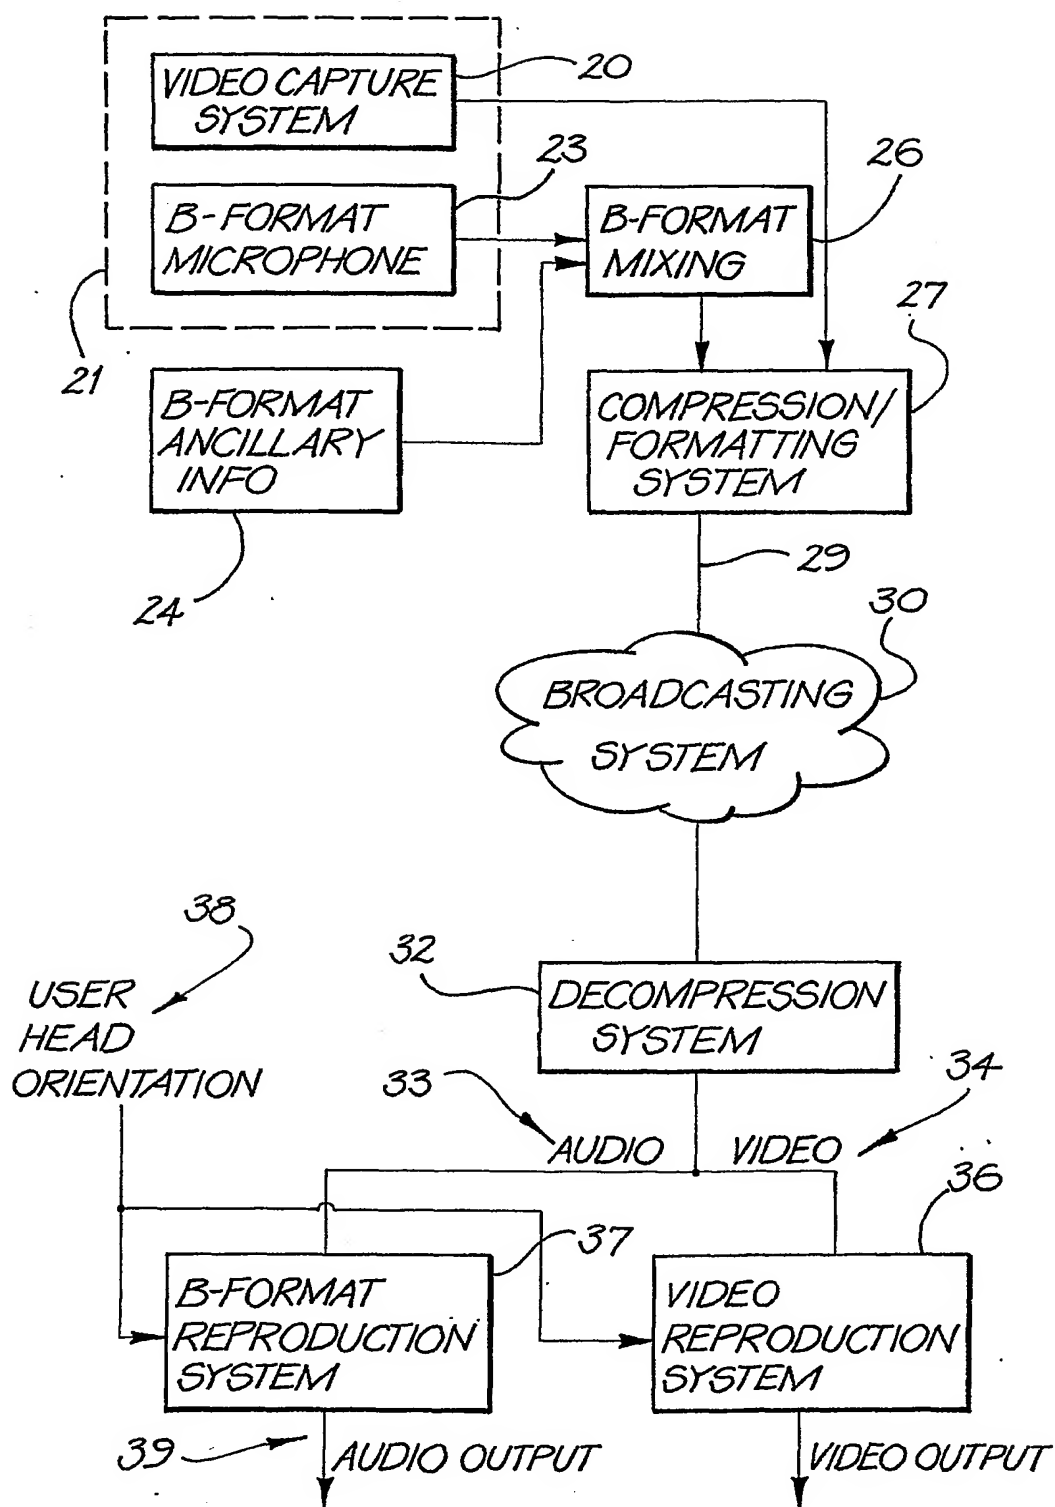 VIDEO CAPTURE
SYSTEM
20
B-FORMAT
MICROPHONE
23
B-FORMAT
MIXING
26
21
B-FORMAT
ANCILLARY
INFO
24
COMPRESSION/
FORMATTING
SYSTEM
27
29
30
BROADCASTING
SYSTEM
38
USER
HEAD
ORIENTATION
32
DECOMPRESSION
SYSTEM
33
34
AUDIO
VIDEO
36
37
B-FORMAT
REPRODUCTION
SYSTEM
VIDEO
REPRODUCTION
SYSTEM
39
AUDIO OUTPUT
VIDEO OUTPUT